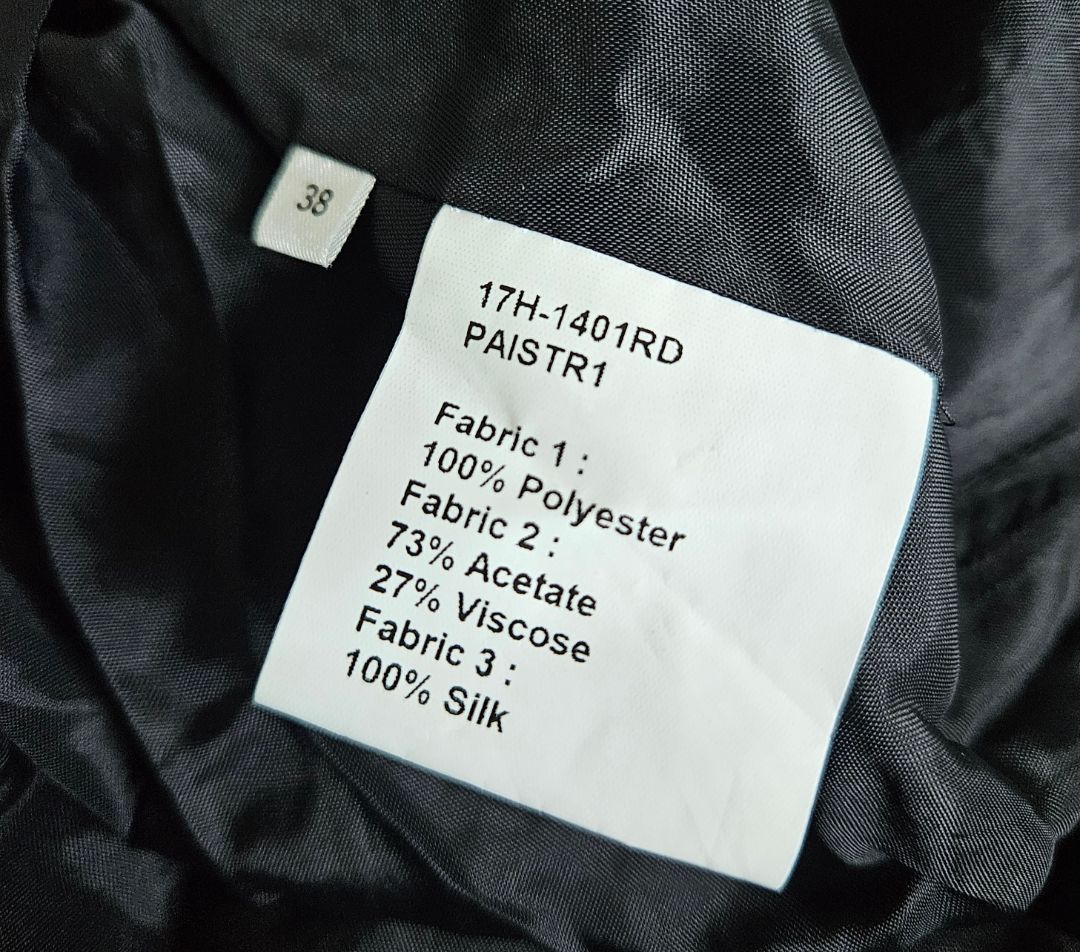 38
17H-1401RD
PAISTR1
Fabric 1 :
100% Polyester
Fabric 2 :
73% Acetate
27% Viscose
Fabric 3 :
100% Silk